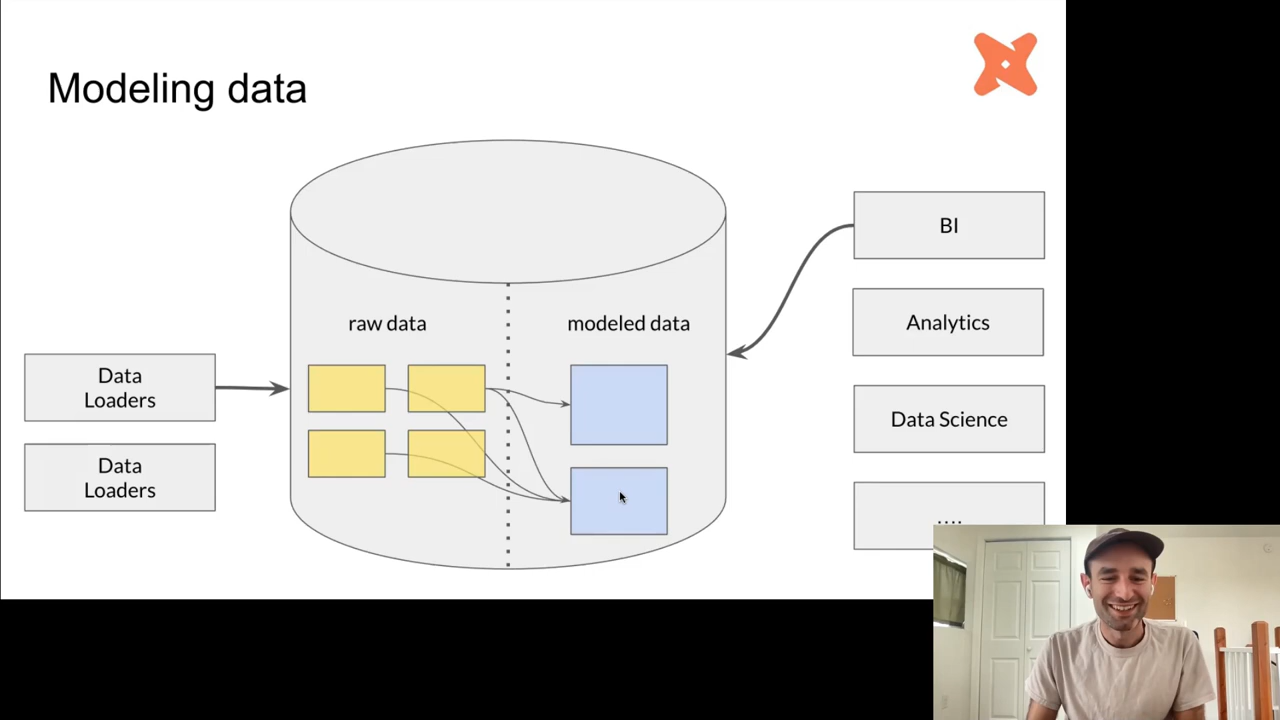 Modeling data
raw data
modeled data
Data
Loaders
Data
Loaders
BI
Analytics
Data Science
....